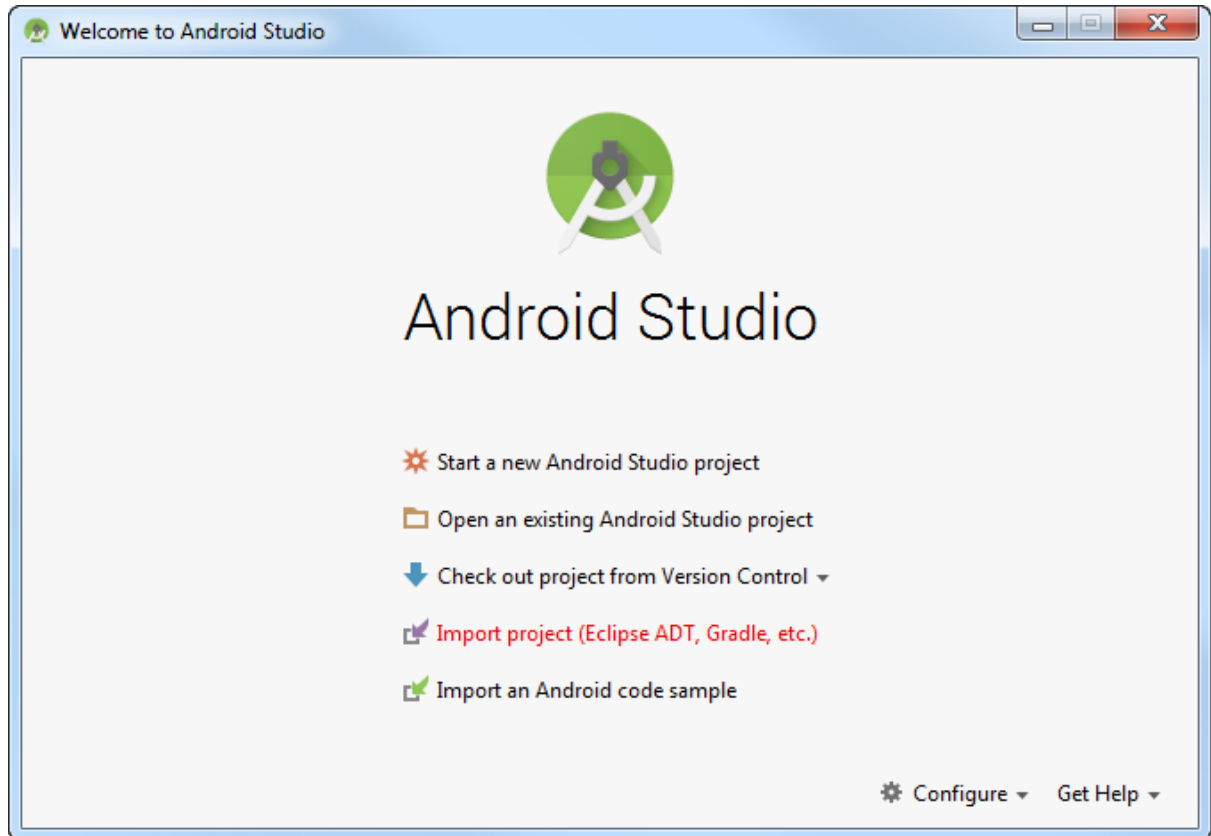 Welcome to Android Studio
Android Studio
Start a new Android Studio project
Open an existing Android Studio project
Check out project from Version Control
Import project (Eclipse ADT, Gradle, etc.)
Import an Android code sample
Configure Get Help